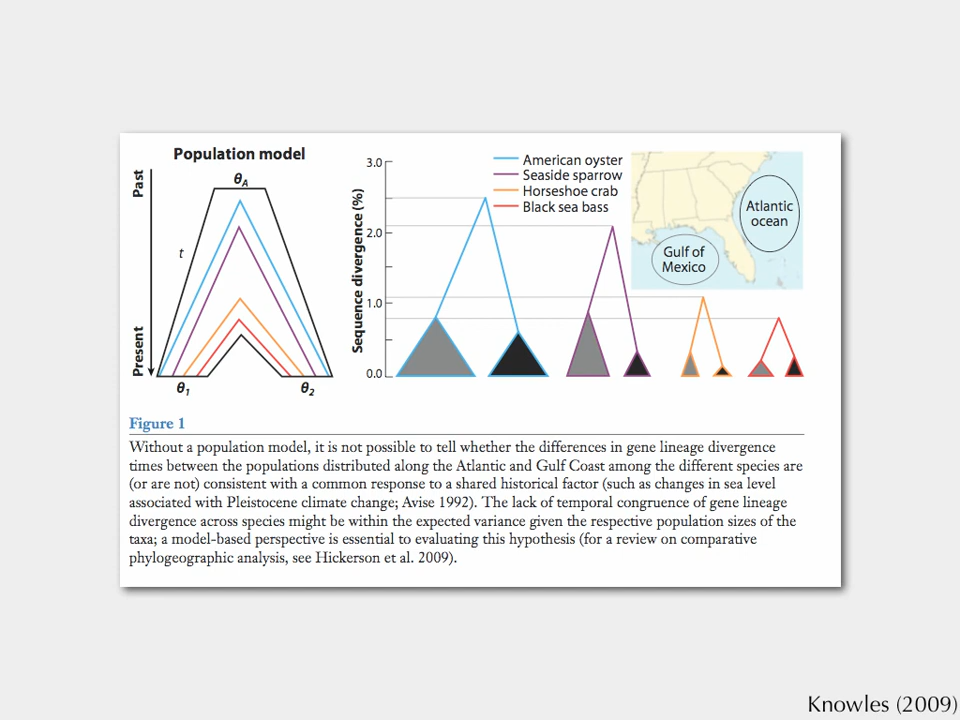 Population model
Past
θA
t
Present
θ1
θ2
Sequence divergence (%)
3.0
2.0
1.0
0.0
American oyster
Seaside sparrow
Horseshoe crab
Black sea bass
Atlantic
ocean
Gulf of
Mexico
Figure 1
Without a population model, it is not possible to tell whether the differences in gene lineage divergence
times between the populations distributed along the Atlantic and Gulf Coast among the different species are
(or are not) consistent with a common response to a shared historical factor (such as changes in sea level
associated with Pleistocene climate change; Avise 1992). The lack of temporal congruence of gene lineage
divergence across species might be within the expected variance given the respective population sizes of the
taxa; a model-based perspective is essential to evaluating this hypothesis (for a review on comparative
phylogeographic analysis, see Hickerson et al. 2009).
Knowles (2009)